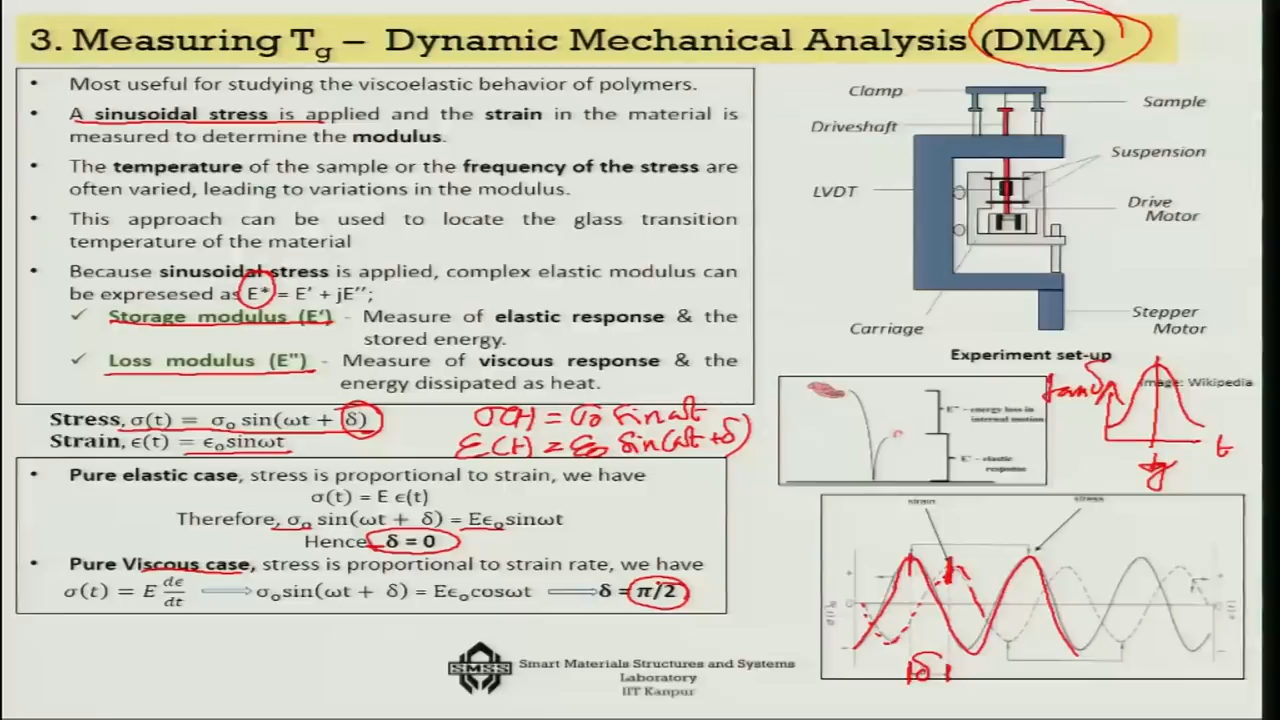 3. Measuring Tg – Dynamic Mechanical Analysis (DMA)
• Most useful for studying the viscoelastic behavior of polymers.
• A sinusoidal stress is applied and the strain in the material is
measured to determine the modulus.
• The temperature of the sample or the frequency of the stress are
often varied, leading to variations in the modulus.
• This approach can be used to locate the glass transition
temperature of the material
• Because sinusoidal stress is applied, complex elastic modulus can
be expresesed as E* = E′ + jE′′;
✓ Storage modulus (E′) - Measure of elastic response & the
stored energy.
✓ Loss modulus (E") - Measure of viscous response & the
energy dissipated as heat.
Stress, σ(t) = σₒ sin(ωt + δ)
Strain, ϵ(t) = ϵₒsinωt
σ(t) = σo sin ωt
ε(t) = εo sin(ωt+δ)
• Pure elastic case, stress is proportional to strain, we have
σ(t) = E ϵ(t)
Therefore, σₒ sin(ωt + δ) = Eϵₒsinωt
Hence, δ = 0
• Pure Viscous case, stress is proportional to strain rate, we have
σ(t) = E dϵ/dt ⟹ σₒsin(ωt + δ) = Eϵₒcosωt ⟹ δ = π/2
Clamp
Sample
Driveshaft
Suspension
LVDT
Drive
Motor
Carriage
Stepper
Motor
Experiment set-up
Image: Wikipedia
tan δ
t
tg
E" – energy loss in
internal motion
E' – elastic
response
strain
stress
δ
SMSS
Smart Materials Structures and Systems
Laboratory
IIT Kanpur